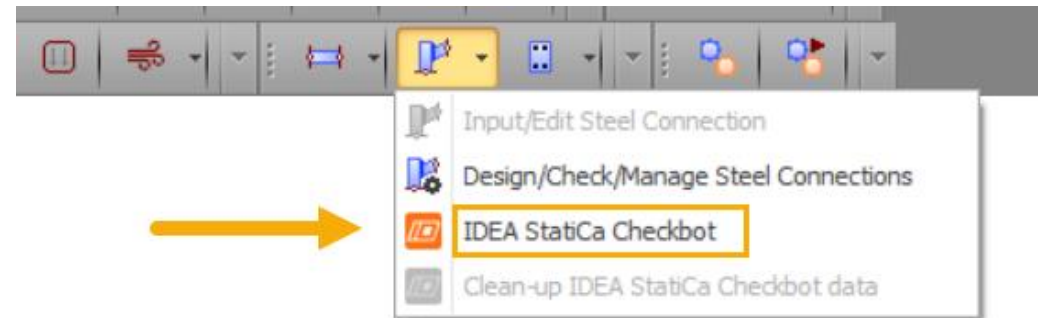 Input/Edit Steel Connection
Design/Check/Manage Steel Connections
IDEA StatiCa Checkbot
Clean-up IDEA StatiCa Checkbot data